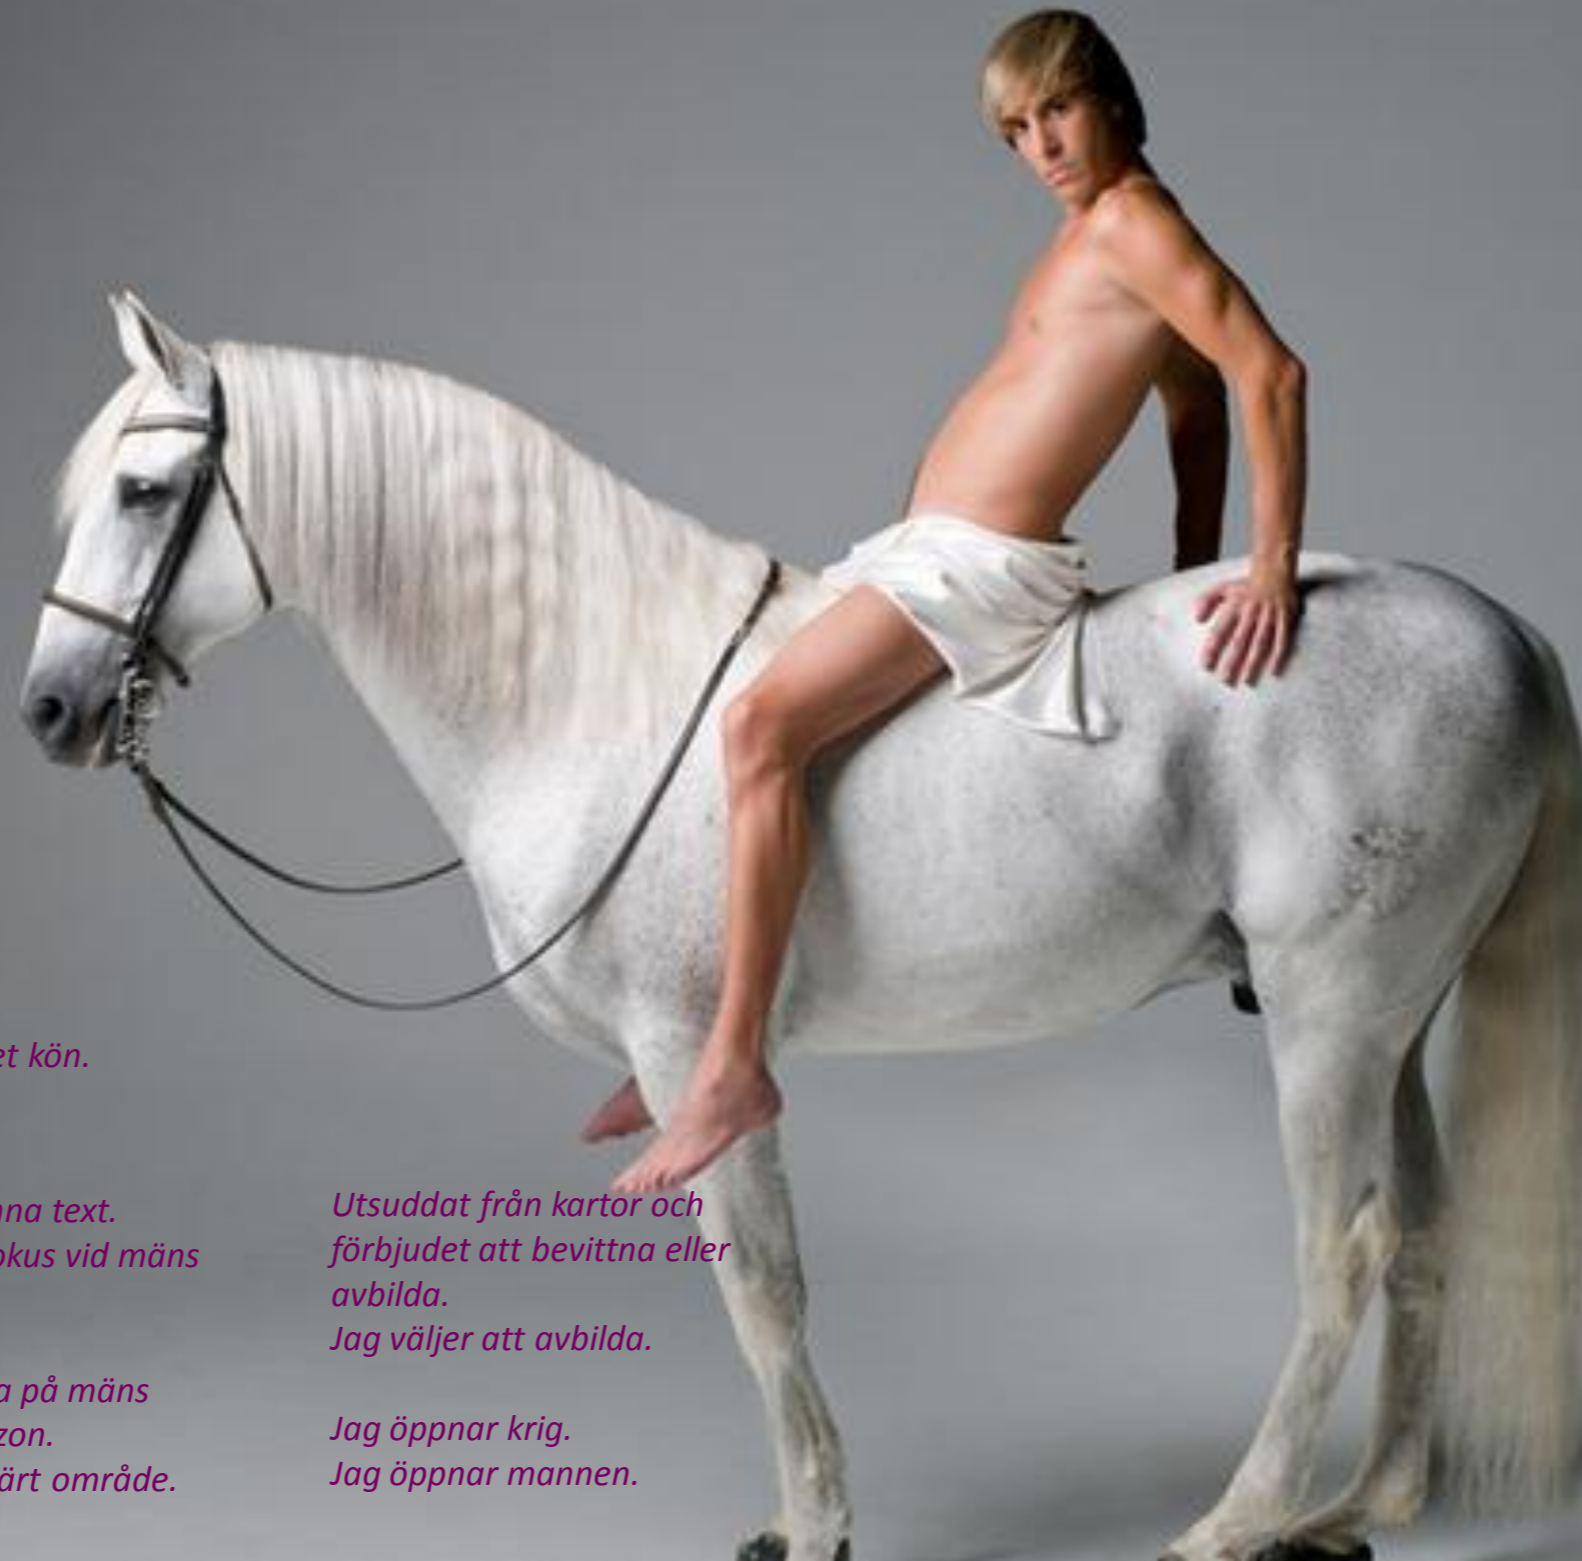 et kön.
na text.
okus vid mäns
a på mäns
zon.
ärt område.
Utsuddat från kartor och
förbjudet att bevittna eller
avbilda.
Jag väljer att avbilda.
Jag öppnar krig.
Jag öppnar mannen.